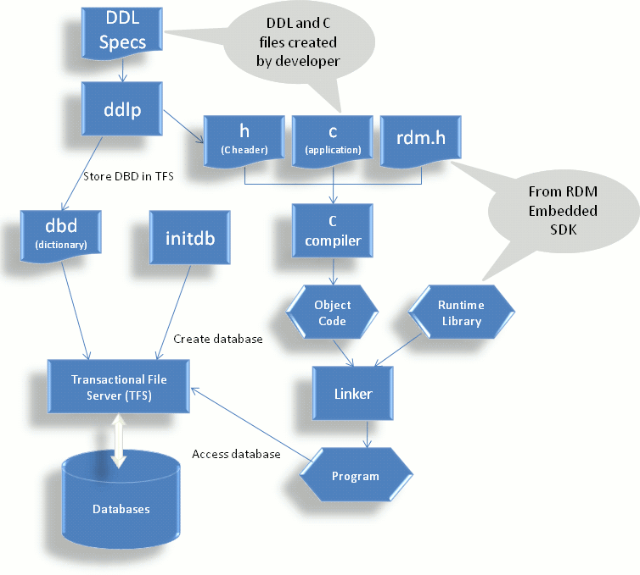 DDL
Specs
DDL and C
files created
by developer
ddlp
h
(C header)
c
(application)
rdm.h
Store DBD in TFS
From RDM
Embedded
SDK
dbd
(dictionary)
initdb
C
compiler
Object
Code
Runtime
Library
Create database
Transactional File
Server (TFS)
Linker
Access database
Program
Databases